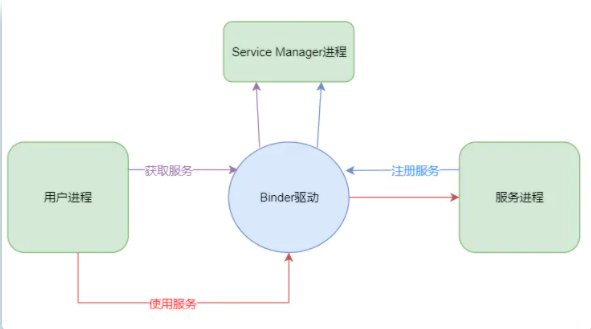 Service Manager进程
获取服务
注册服务
用户进程
Binder驱动
服务进程
使用服务